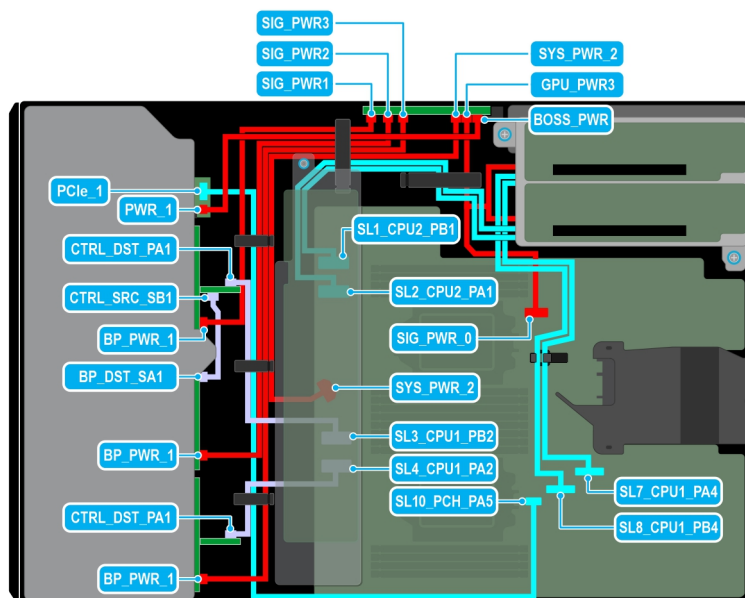 SIG_PWR3
SIG_PWR2
SYS_PWR_2
SIG_PWR1
GPU_PWR3
BOSS_PWR
PCIe_1
PWR_1
SL1_CPU2_PB1
CTRL_DST_PA1
CTRL_SRC_SB1
SL2_CPU2_PA1
BP_PWR_1
SIG_PWR_0
BP_DST_SA1
SYS_PWR_2
SL3_CPU1_PB2
BP_PWR_1
SL4_CPU1_PA2
SL7_CPU1_PA4
SL10_PCH_PA5
CTRL_DST_PA1
SL8_CPU1_PB4
BP_PWR_1